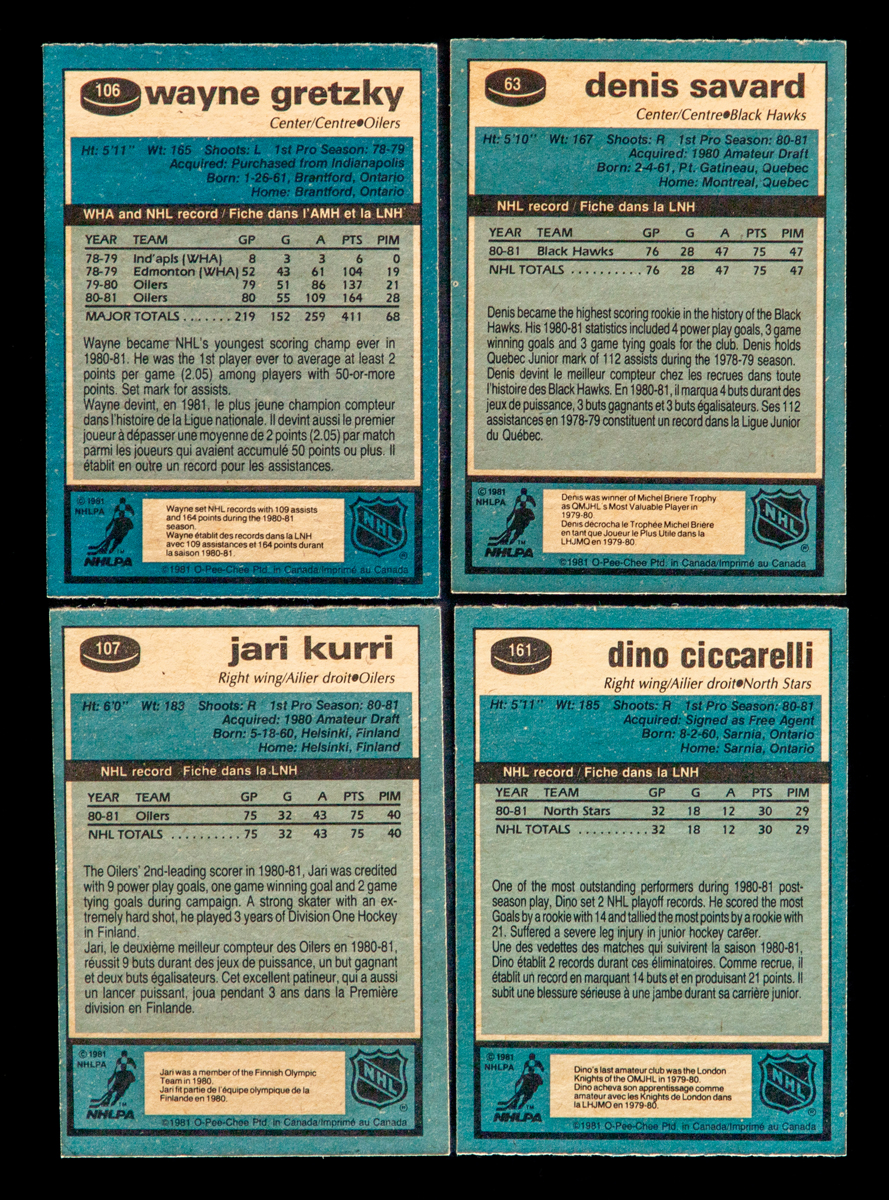 106
wayne gretzky
Center/Centre●Oilers
Ht: 5'11" Wt: 165 Shoots: L 1st Pro Season: 78-79
Acquired: Purchased from Indianapolis
Born: 1-26-61, Brantford, Ontario
Home: Brantford, Ontario
WHA and NHL record / Fiche dans l'AMH et la LNH
YEAR TEAM GP G A PTS PIM
78-79 Ind'apls (WHA) 8 3 3 6 0
78-79 Edmonton (WHA) 52 43 61 104 19
79-80 Oilers 79 51 86 137 21
80-81 Oilers 80 55 109 164 28
MAJOR TOTALS ........ 219 152 259 411 68
Wayne became NHL's youngest scoring champ ever in
1980-81. He was the 1st player ever to average at least 2
points per game (2.05) among players with 50-or-more
points. Set mark for assists.
Wayne devint, en 1981, le plus jeune champion compteur
dans l'histoire de la Ligue nationale. Il devint aussi le premier
joueur à dépasser une moyenne de 2 points (2.05) par match
parmi les joueurs qui avaient accumulé 50 points ou plus. Il
établit en outre un record pour les assistances.
© 1981
NHLPA
Wayne set NHL records with 109 assists
and 164 points during the 1980-81
season.
Wayne établit des records dans la LNH
avec 109 assistances et 164 points durant
la saison 1980-81.
NHLPA TM
NHL ®
©1981 O-Pee-Chee Ptd. in Canada/Imprimé au Canada
63
denis savard
Center/Centre●Black Hawks
Ht: 5'10" Wt: 167 Shoots: R 1st Pro Season: 80-81
Acquired: 1980 Amateur Draft
Born: 2-4-61, Pt. Gatineau, Quebec
Home: Montreal, Quebec
NHL record / Fiche dans la LNH
YEAR TEAM GP G A PTS PIM
80-81 Black Hawks 76 28 47 75 47
NHL TOTALS .......... 76 28 47 75 47
Denis became the highest scoring rookie in the history of the Black
Hawks. His 1980-81 statistics included 4 power play goals, 3 game
winning goals and 3 game tying goals for the club. Denis holds
Quebec Junior mark of 112 assists during the 1978-79 season.
Denis devint le meilleur compteur chez les recrues dans toute
l'histoire des Black Hawks. En 1980-81, il marqua 4 buts durant des
jeux de puissance, 3 buts gagnants et 3 buts égalisateurs. Ses 112
assistances en 1978-79 constituent un record dans la Ligue Junior
du Québec.
© 1981
NHLPA
Denis was winner of Michel Briere Trophy
as QMJHL's Most Valuable Player in
1979-80.
Denis décrocha le Trophée Michel Brière
en tant que Joueur le Plus Utile dans la
LHJMQ en 1979-80.
NHLPA TM
NHL ®
©1981 O-Pee-Chee Ptd. in Canada/Imprimé au Canada
107
jari kurri
Right wing/Ailier droit●Oilers
Ht: 6'0" Wt: 183 Shoots: R 1st Pro Season: 80-81
Acquired: 1980 Amateur Draft
Born: 5-18-60, Helsinki, Finland
Home: Helsinki, Finland
NHL record Fiche dans la LNH
YEAR TEAM GP G A PTS PIM
80-81 Oilers 75 32 43 75 40
NHL TOTALS .......... 75 32 43 75 40
The Oilers' 2nd-leading scorer in 1980-81, Jari was credited
with 9 power play goals, one game winning goal and 2 game
tying goals during campaign. A strong skater with an ex-
tremely hard shot, he played 3 years of Division One Hockey
in Finland.
Jari, le deuxième meilleur compteur des Oilers en 1980-81,
réussit 9 buts durant des jeux de puissance, un but gagnant
et deux buts égalisateurs. Cet excellent patineur, qui a aussi
un lancer puissant, joua pendant 3 ans dans la Première
division en Finlande.
© 1981
NHLPA
Jari was a member of the Finnish Olympic
Team in 1980.
Jari fit partie de l'équipe olympique de la
Finlande en 1980.
NHLPA TM
NHL ®
©1981 O-Pee-Chee Ptd. in Canada/Imprimé au Canada
161
dino ciccarelli
Right wing/Ailier droit●North Stars
Ht: 5'11" Wt: 185 Shoots: R 1st Pro Season: 80-81
Acquired: Signed as Free Agent
Born: 8-2-60, Sarnia, Ontario
Home: Sarnia, Ontario
NHL record / Fiche dans la LNH
YEAR TEAM GP G A PTS PIM
80-81 North Stars 32 18 12 30 29
NHL TOTALS .......... 32 18 12 30 29
One of the most outstanding performers during 1980-81 post-
season play, Dino set 2 NHL playoff records. He scored the most
Goals by a rookie with 14 and tallied the most points by a rookie with
21. Suffered a severe leg injury in junior hockey career.
Une des vedettes des matches qui suivirent la saison 1980-81,
Dino établit 2 records durant ces éliminatoires. Comme recrue, il
établit un record en marquant 14 buts et en produisant 21 points. Il
subit une blessure sérieuse à une jambe durant sa carrière junior.
© 1981
NHLPA
Dino's last amateur club was the London
Knights of the OMJHL in 1979-80.
Dino acheva son apprentissage comme
amateur avec les Knights de London dans
la LHJMO en 1979-80.
NHLPA TM
NHL ®
©1981 O-Pee-Chee Ptd. in Canada/Imprimé au Canada